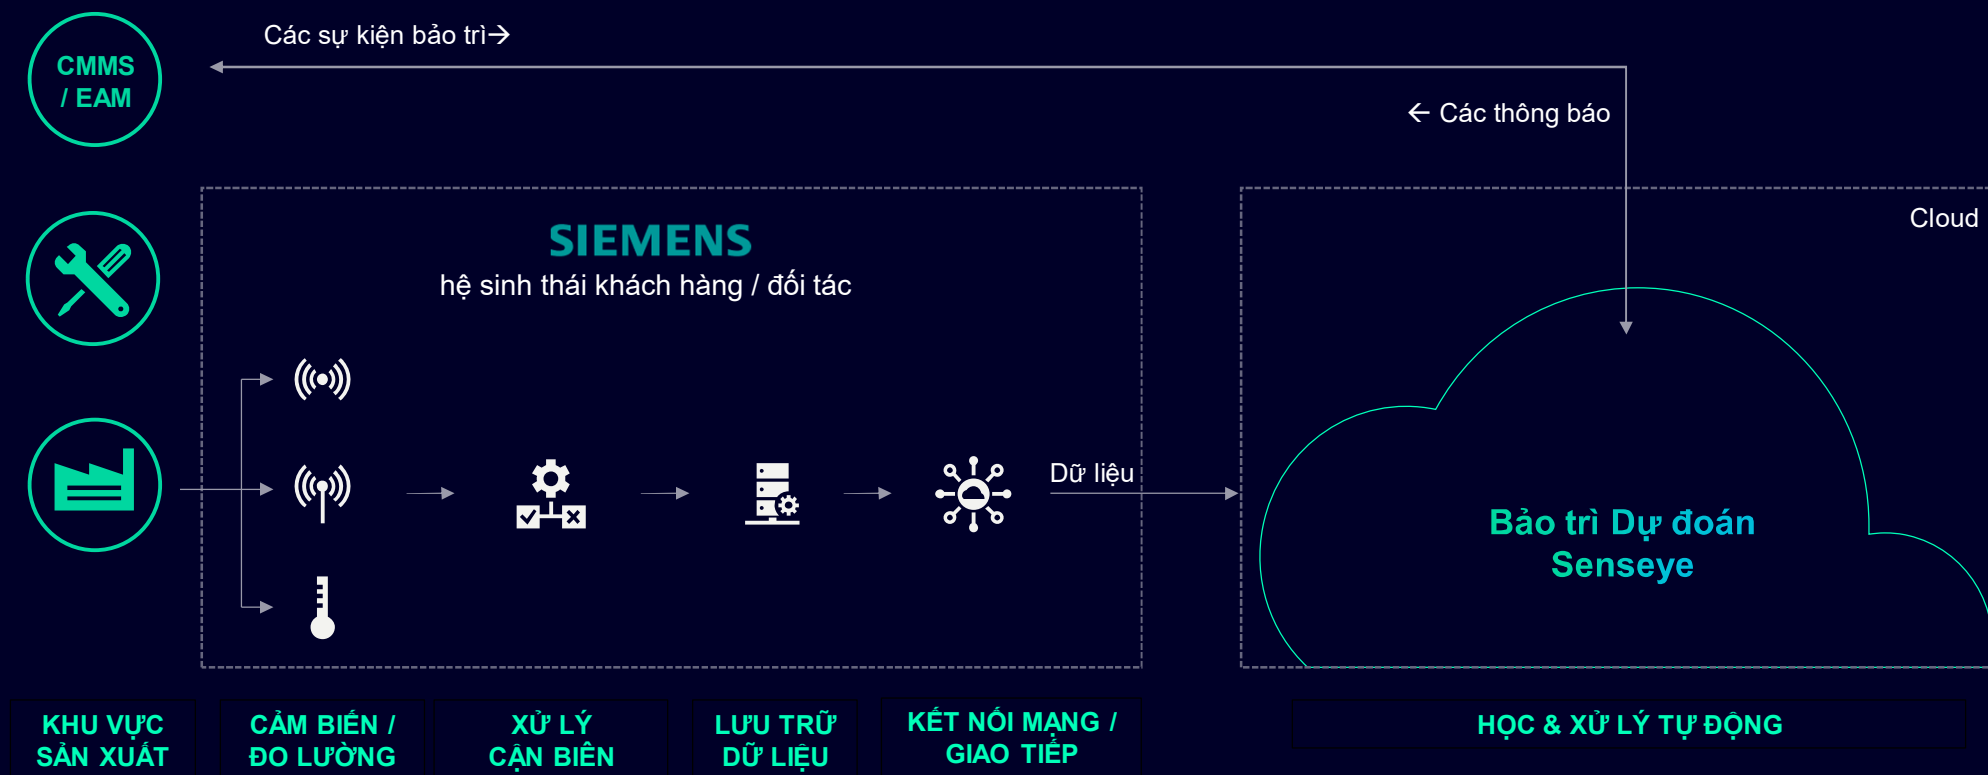 CMMS
/ EAM
Các sự kiện bảo trì→
← Các thông báo
SIEMENS
hệ sinh thái khách hàng / đối tác
Cloud
Dữ liệu
Bảo trì Dự đoán
Senseye
KHU VỰC
SẢN XUẤT
CẢM BIẾN /
ĐO LƯỜNG
XỬ LÝ
CẬN BIÊN
LƯU TRỮ
DỮ LIỆU
KẾT NỐI MẠNG /
GIAO TIẾP
HỌC & XỬ LÝ TỰ ĐỘNG